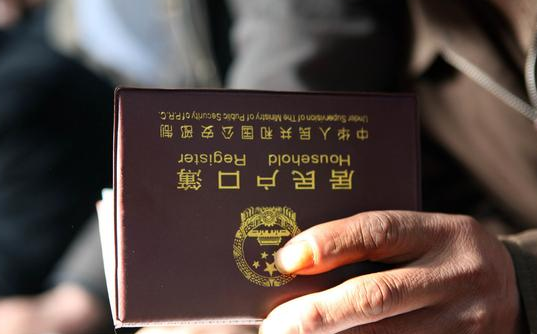 居民户口簿
Household Register
中华人民共和国公安部制
Under Supervision of The Ministry of Public Security of P.R.C.